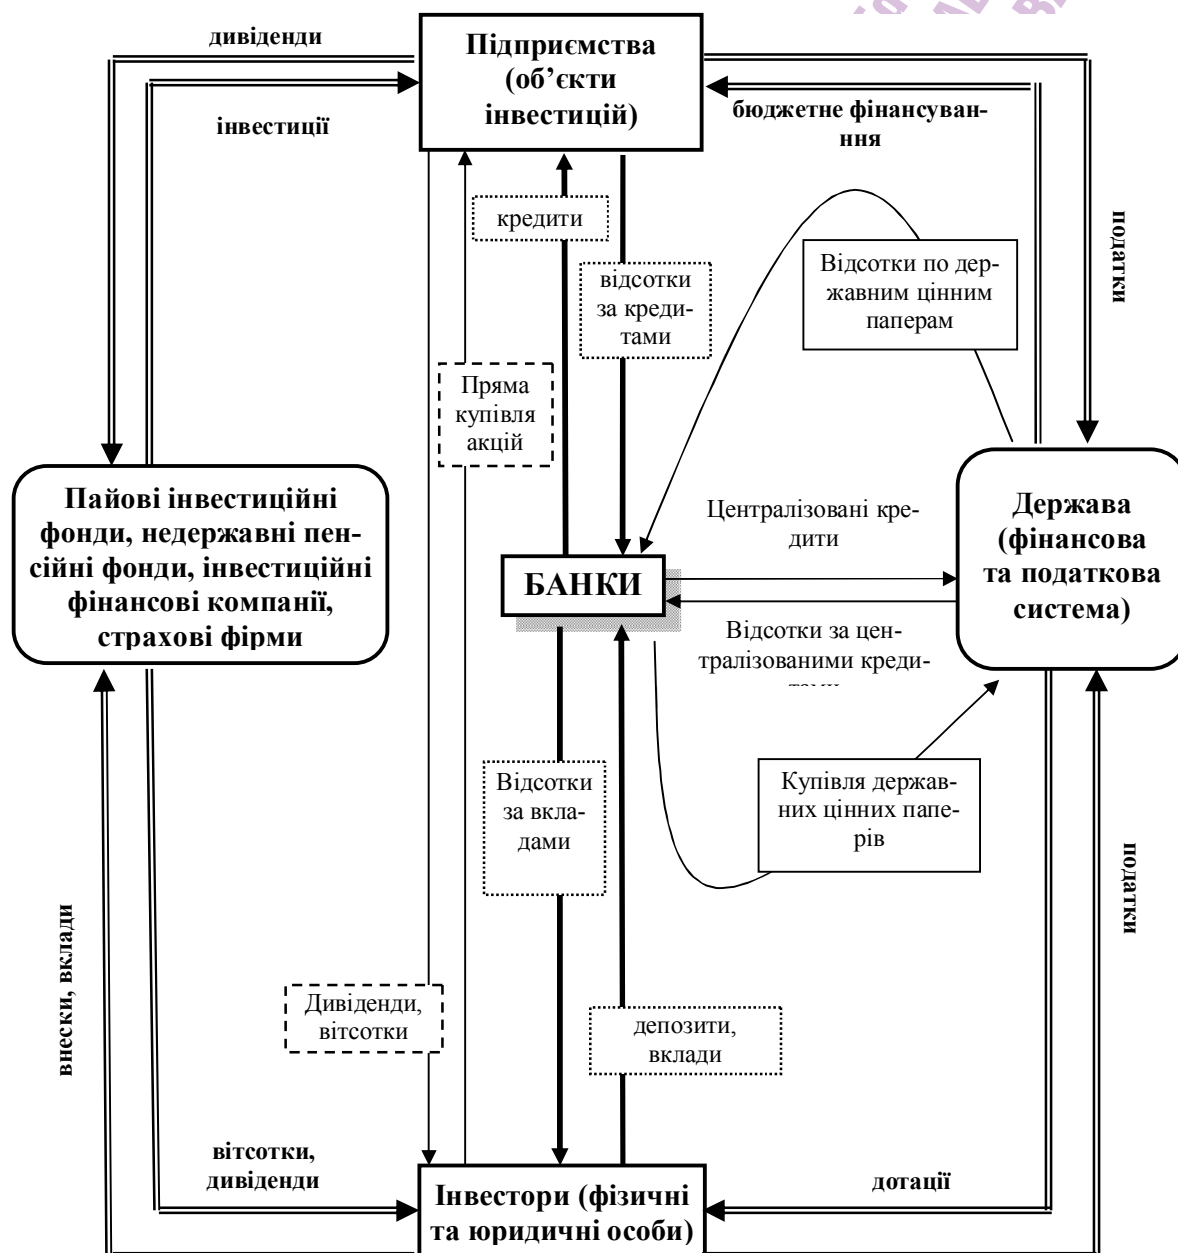 дивіденди
Підприємства
(об’єкти
інвестицій)
інвестиції
бюджетне фінансуван-
ння
податки
кредити
відсотки
за креди-
тами
Відсотки по дер-
жавним цінним
паперам
Пряма
купівля
акцій
Пайові інвестиційні
фонди, недержавні пен-
сійні фонди, інвестиційні
фінансові компанії,
страхові фірми
БАНКИ
Централізовані кре-
дити
Держава
(фінансова
та податкова
система)
Відсотки за цен-
тралізованими креди-
тами
Відсотки
за вкла-
дами
Купівля держав-
них цінних папе-
рів
податки
внески, вклади
Дивіденди,
вітсотки
депозити,
вклади
вітсотки,
дивіденди
Інвестори (фізичні
та юридичні особи)
дотації